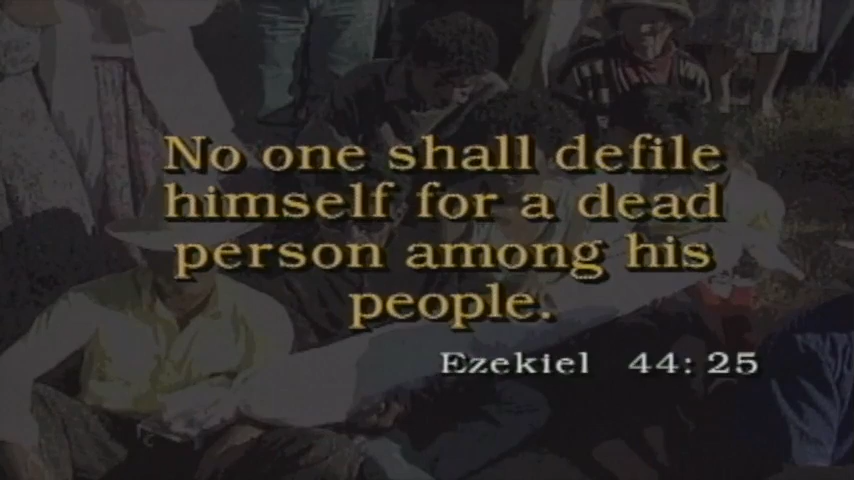 No one shall defile
himself for a dead
person among his
people.
Ezekiel 44: 25